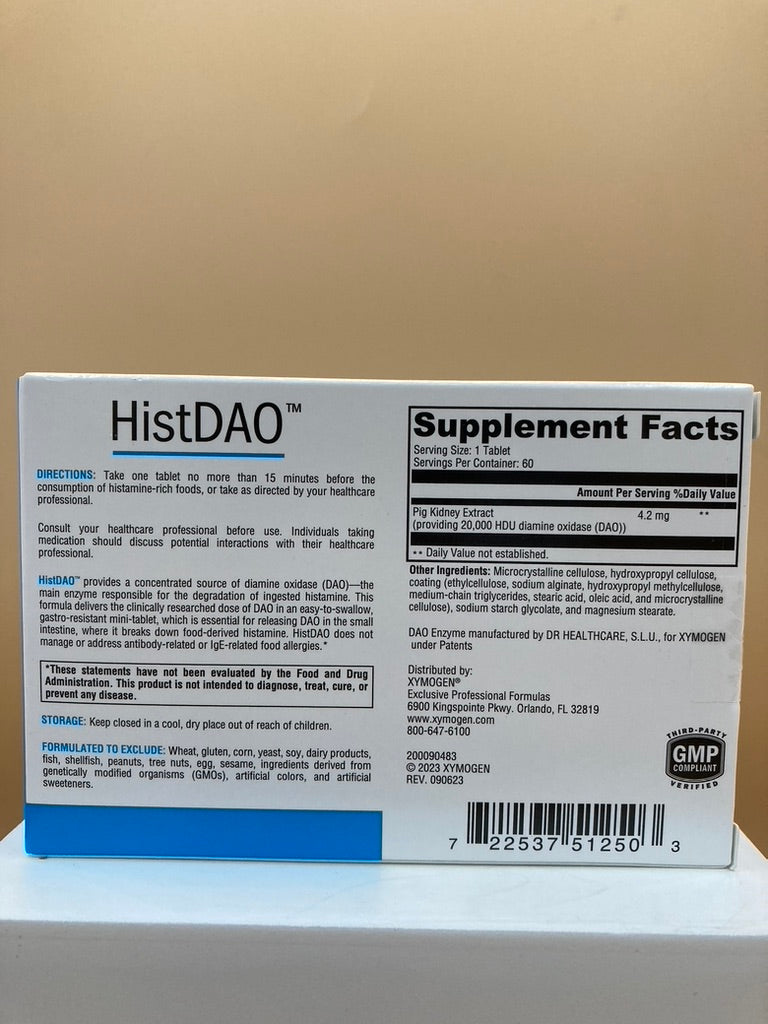 HistDAO™
DIRECTIONS: Take one tablet no more than 15 minutes before the
consumption of histamine-rich foods, or take as directed by your healthcare
professional.
Consult your healthcare professional before use. Individuals taking
medication should discuss potential interactions with their healthcare
professional.
HistDAO™ provides a concentrated source of diamine oxidase (DAO)—the
main enzyme responsible for the degradation of ingested histamine. This
formula delivers the clinically researched dose of DAO in an easy-to-swallow,
gastro-resistant mini-tablet, which is essential for releasing DAO in the small
intestine, where it breaks down food-derived histamine. HistDAO does not
manage or address antibody-related or IgE-related food allergies.*
*These statements have not been evaluated by the Food and Drug
Administration. This product is not intended to diagnose, treat, cure, or
prevent any disease.
STORAGE: Keep closed in a cool, dry place out of reach of children.
FORMULATED TO EXCLUDE: Wheat, gluten, corn, yeast, soy, dairy products,
fish, shellfish, peanuts, tree nuts, egg, sesame, ingredients derived from
genetically modified organisms (GMOs), artificial colors, and artificial
sweeteners.
Supplement Facts
Serving Size: 1 Tablet
Servings Per Container: 60
Amount Per Serving %Daily Value
Pig Kidney Extract 4.2 mg **
(providing 20,000 HDU diamine oxidase (DAO))
** Daily Value not established.
Other Ingredients: Microcrystalline cellulose, hydroxypropyl cellulose,
coating (ethylcellulose, sodium alginate, hydroxypropyl methylcellulose,
medium-chain triglycerides, stearic acid, oleic acid, and microcrystalline
cellulose), sodium starch glycolate, and magnesium stearate.
DAO Enzyme manufactured by DR HEALTHCARE, S.L.U., for XYMOGEN
under Patents
Distributed by:
XYMOGEN®
Exclusive Professional Formulas
6900 Kingspointe Pkwy. Orlando, FL 32819
www.xymogen.com
800-647-6100
200090483
© 2023 XYMOGEN
REV. 090623
THIRD-PARTY
GMP
COMPLIANT
VERIFIED
7 22537 51250 3